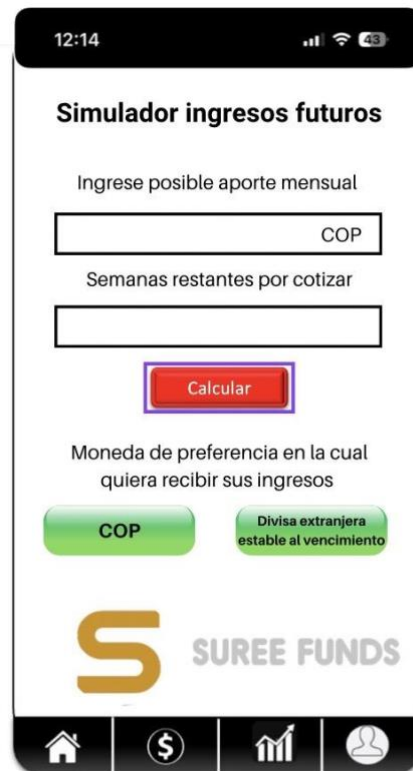 12:14
43
Simulador ingresos futuros
Ingrese posible aporte mensual
COP
Semanas restantes por cotizar
Calcular
Moneda de preferencia en la cual
quiera recibir sus ingresos
COP
Divisa extranjera
estable al vencimiento
S SUREE FUNDS
$